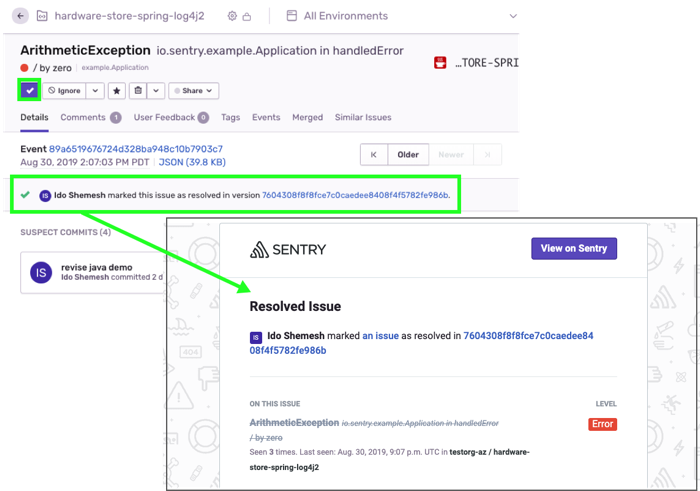 hardware-store-spring-log4j2
All Environments
ArithmeticException io.sentry.example.Application in handledError
/ by zero example.Application
...TORE-SPRI
Ignore
Share
Details Comments 1 User Feedback 0 Tags Events Merged Similar Issues
Event 89a6519676724d328ba948c10b7903c7
Aug 30, 2019 2:07:03 PM PDT JSON (39.8 KB)
Older Newer
IS Ido Shemesh marked this issue as resolved in version 7604308f8f8fce7c0caedee8408f4f5782fe986b.
SUSPECT COMMITS (4)
IS
revise java demo
Ido Shemesh committed 2 d
SENTRY
View on Sentry
Resolved Issue
IS Ido Shemesh marked an issue as resolved in 7604308f8f8fce7c0caedee84
08f4f5782fe986b
404
ON THIS ISSUE LEVEL
ArithmeticException io.sentry.example.Application in handledError
Error
/ by zero
Seen 3 times. Last seen: Aug. 30, 2019, 9:07 p.m. UTC in testorg-az / hardware-
store-spring-log4j2